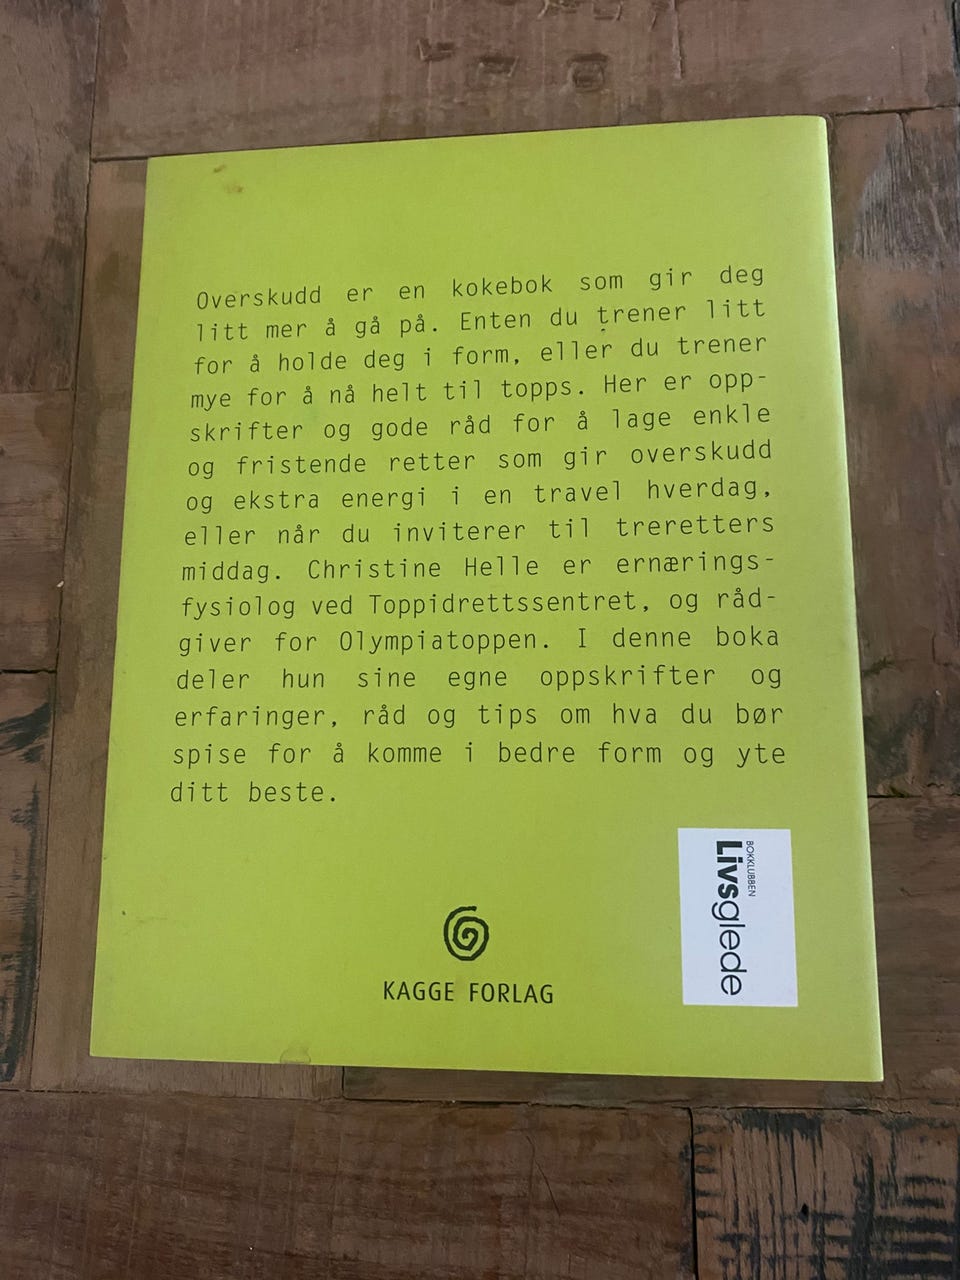 Overskudd er en kokebok som gir deg
litt mer å gå på. Enten du trener litt
for å holde deg i form, eller du trener
mye for å nå helt til topps. Her er opp-
skrifter og gode råd for å lage enkle
og fristende retter som gir overskudd
og ekstra energi i en travel hverdag,
eller når du inviterer til treretters
middag. Christine Helle er ernærings-
fysiolog ved Toppidrettssentret, og råd-
giver for Olympiatoppen. I denne boka
deler hun sine egne oppskrifter og
erfaringer, råd og tips om hva du bør
spise for å komme i bedre form og yte
ditt beste.
BOKKLUBBEN
Livsglede
KAGGE FORLAG